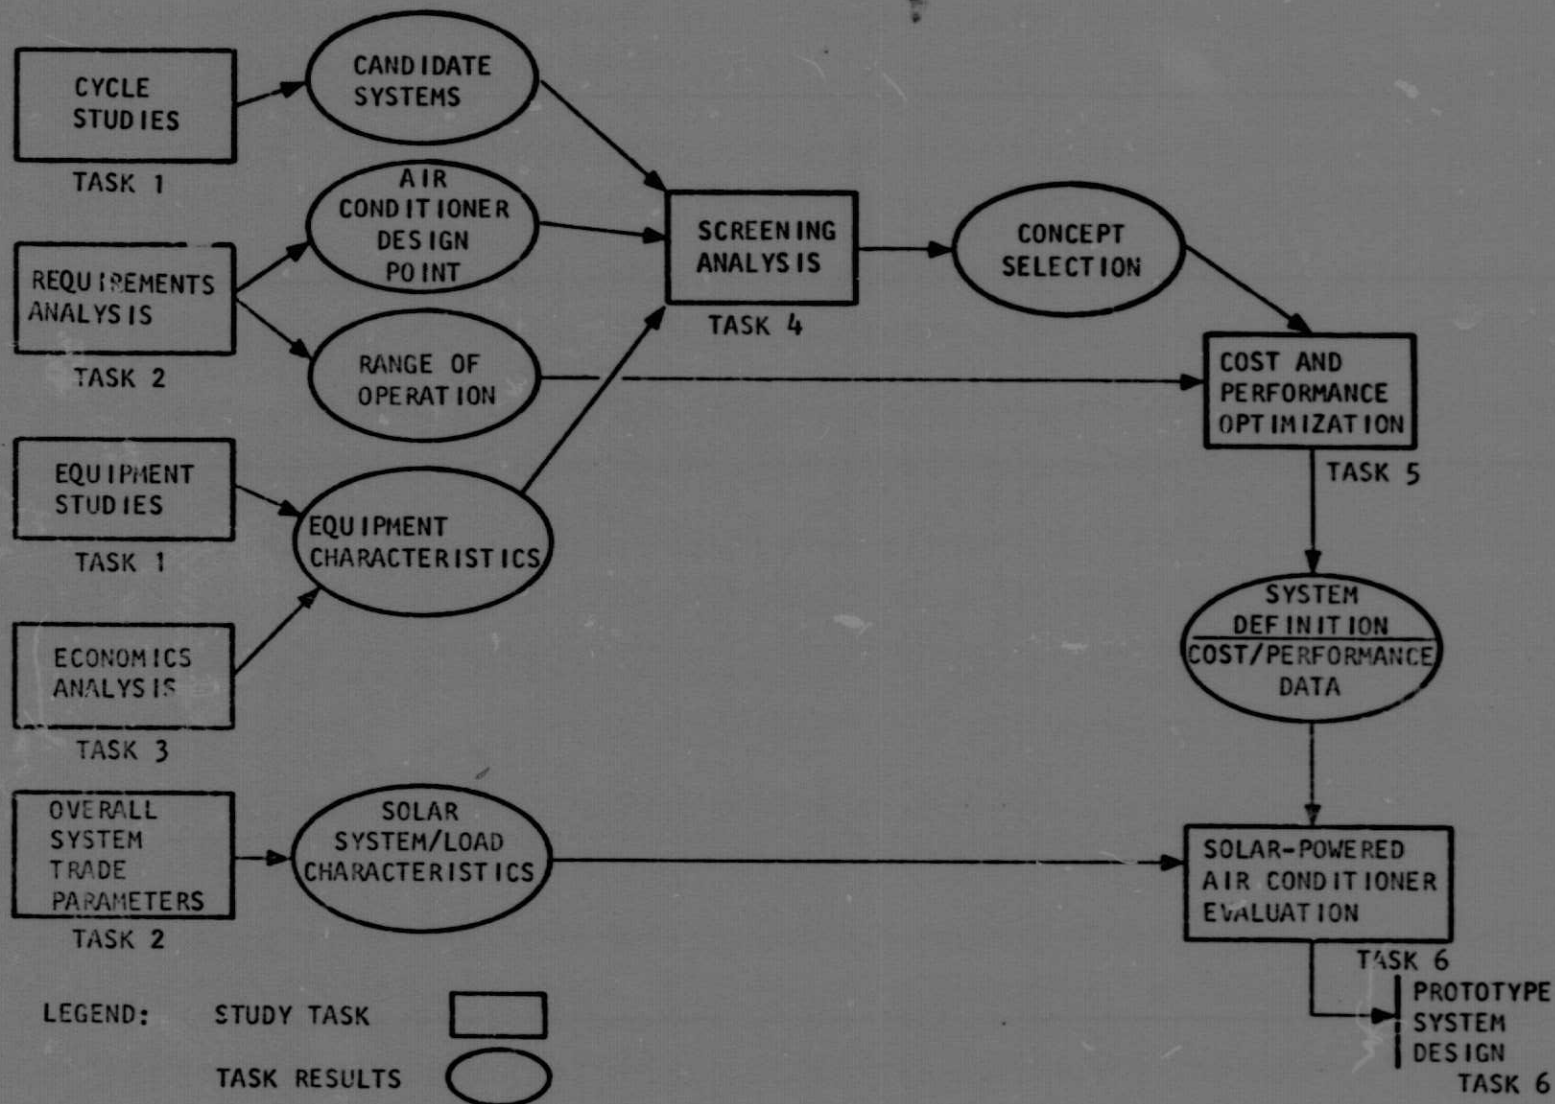 CYCLE
STUDIES
TASK 1
CANDIDATE
SYSTEMS
AIR
CONDITIONER
DESIGN
POINT
REQUIREMENTS
ANALYSIS
TASK 2
RANGE OF
OPERATION
SCREENING
ANALYSIS
TASK 4
CONCEPT
SELECTION
COST AND
PERFORMANCE
OPTIMIZATION
TASK 5
EQUIPMENT
STUDIES
TASK 1
EQUIPMENT
CHARACTERISTICS
ECONOMICS
ANALYSIS
TASK 3
SYSTEM
DEFINITION
COST/PERFORMANCE
DATA
OVERALL
SYSTEM
TRADE
PARAMETERS
TASK 2
SOLAR
SYSTEM/LOAD
CHARACTERISTICS
SOLAR-POWERED
AIR CONDITIONER
EVALUATION
TASK 6
PROTOTYPE
SYSTEM
DESIGN
TASK 6
LEGEND: STUDY TASK
TASK RESULTS